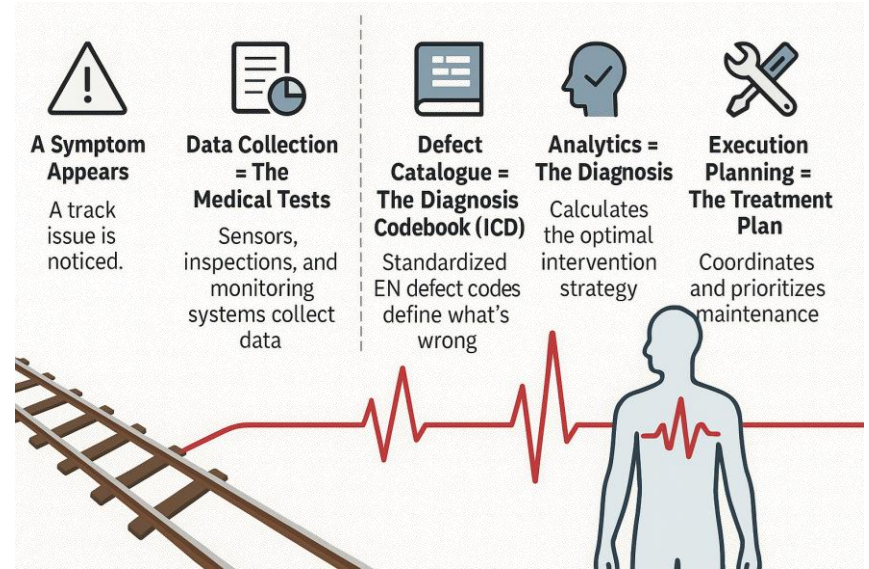 A Symptom
Appears
A track
issue is
noticed.
Data Collection
= The
Medical Tests
Sensors,
inspections, and
monitoring
systems collect
data
Defect
Catalogue =
The Diagnosis
Codebook (ICD)
Standardized
EN defect codes
define what's
wrong
Analytics =
The Diagnosis
Calculates
the optimal
intervention
strategy
Execution
Planning =
The Treatment
Plan
Coordinates
and prioritizes
maintenance